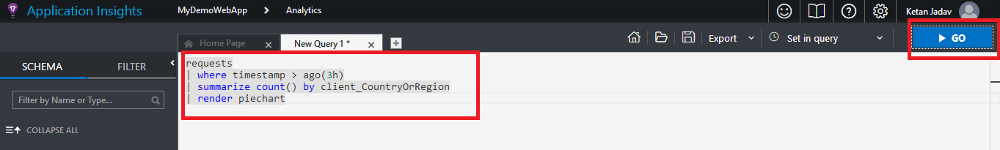 Application Insights
MyDemoWebApp
Analytics
Ketan Jadav
Home Page
New Query 1 *
Export
Set in query
GO
SCHEMA
FILTER
Filter by Name or Type...
COLLAPSE ALL
requests
| where timestamp > ago(3h)
| summarize count() by client_CountryOrRegion
| render piechart